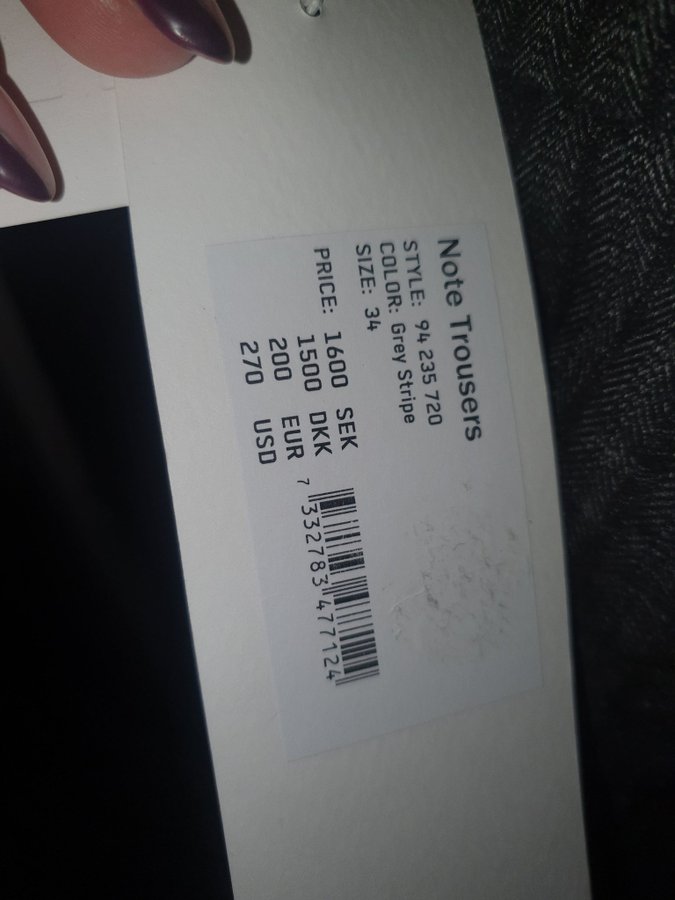 Note Trousers
STYLE: 94 235 720
COLOR: Grey Stripe
SIZE: 34
PRICE: 1600 SEK
1500 DKK
200 EUR
270 USD
7 332783 477124